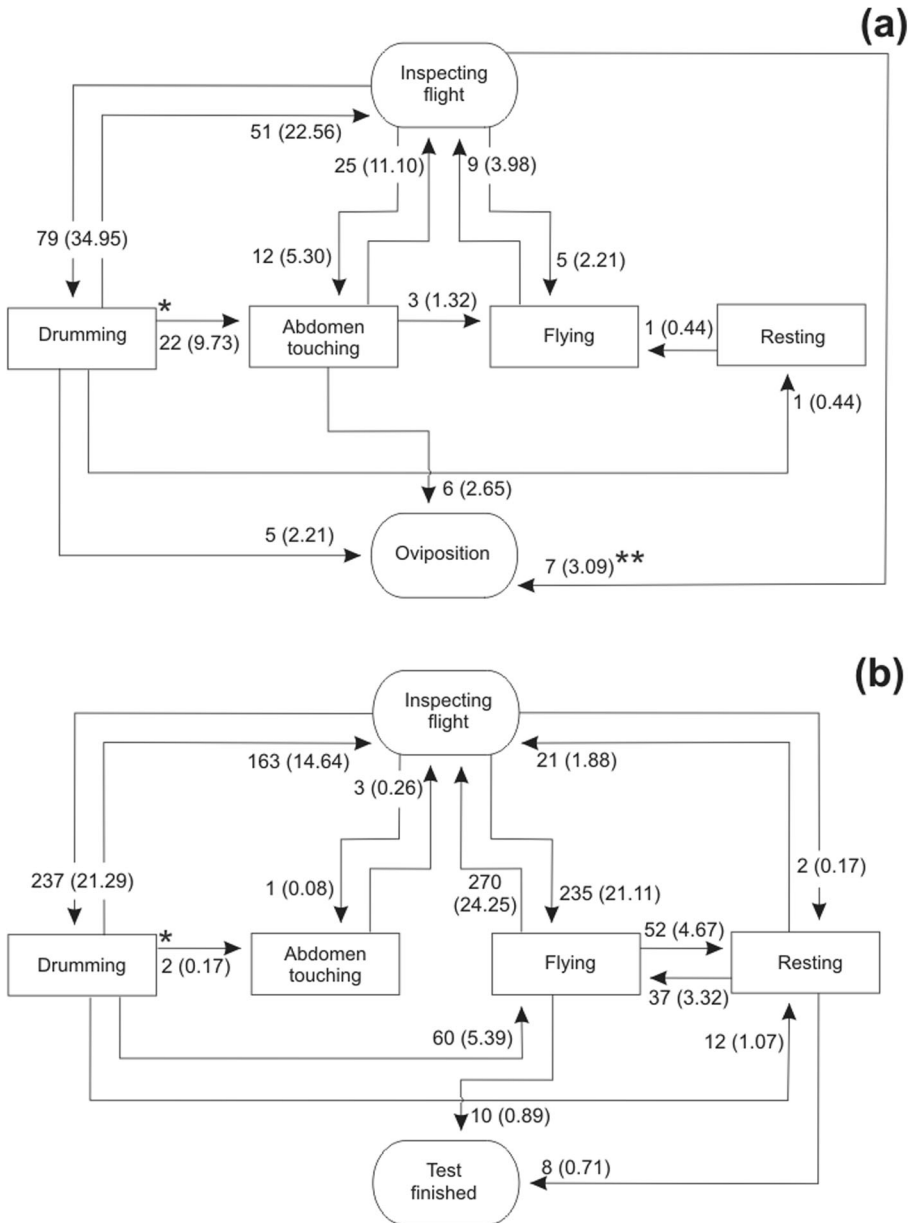 (a)
Inspecting
flight
51 (22.56)
25 (11.10)
9 (3.98)
79 (34.95)
12 (5.30)
5 (2.21)
*
3 (1.32)
1 (0.44)
Drumming
22 (9.73)
Abdomen
touching
Flying
Resting
1 (0.44)
6 (2.65)
5 (2.21)
Oviposition
7 (3.09)**
(b)
Inspecting
flight
163 (14.64)
21 (1.88)
3 (0.26)
237 (21.29)
1 (0.08)
270
(24.25)
235 (21.11)
2 (0.17)
*
52 (4.67)
Drumming
2 (0.17)
Abdomen
touching
Flying
Resting
37 (3.32)
60 (5.39)
12 (1.07)
10 (0.89)
Test
finished
8 (0.71)